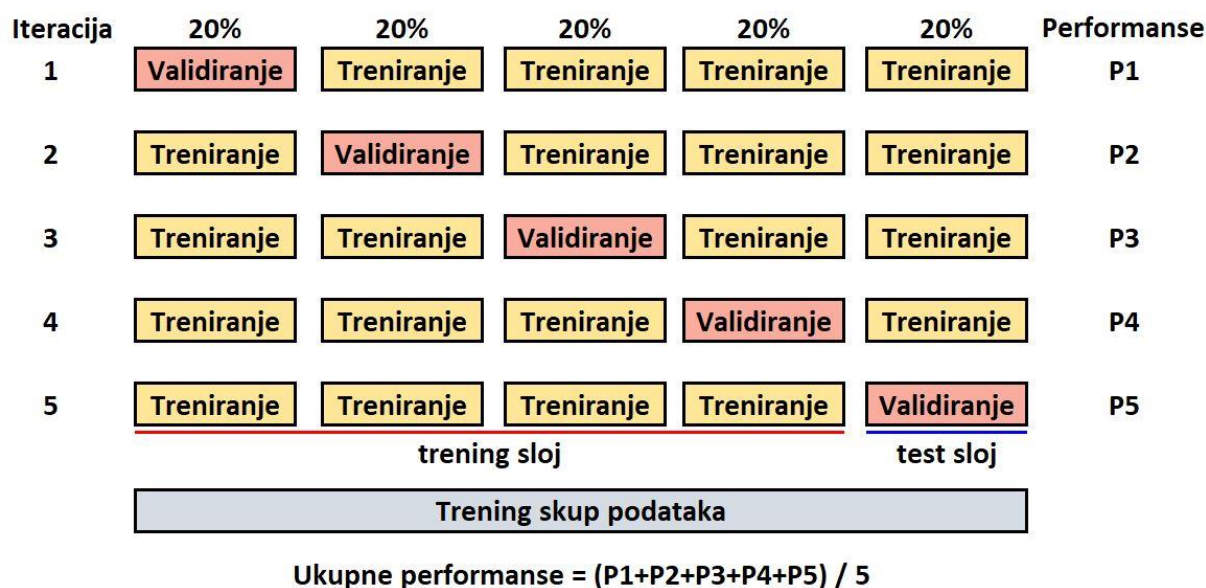 Iteracija 20% 20% 20% 20% 20% Performanse
1 Validiranje Treniranje Treniranje Treniranje Treniranje P1
2 Treniranje Validiranje Treniranje Treniranje Treniranje P2
3 Treniranje Treniranje Validiranje Treniranje Treniranje P3
4 Treniranje Treniranje Treniranje Validiranje Treniranje P4
5 Treniranje Treniranje Treniranje Treniranje Validiranje P5
trening sloj test sloj
Trening skup podataka
Ukupne performanse = (P1+P2+P3+P4+P5) / 5